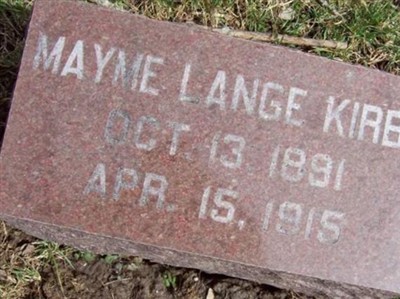 MAYME LANGE KIRB
OCT. 13, 1891
APR. 15, 1915